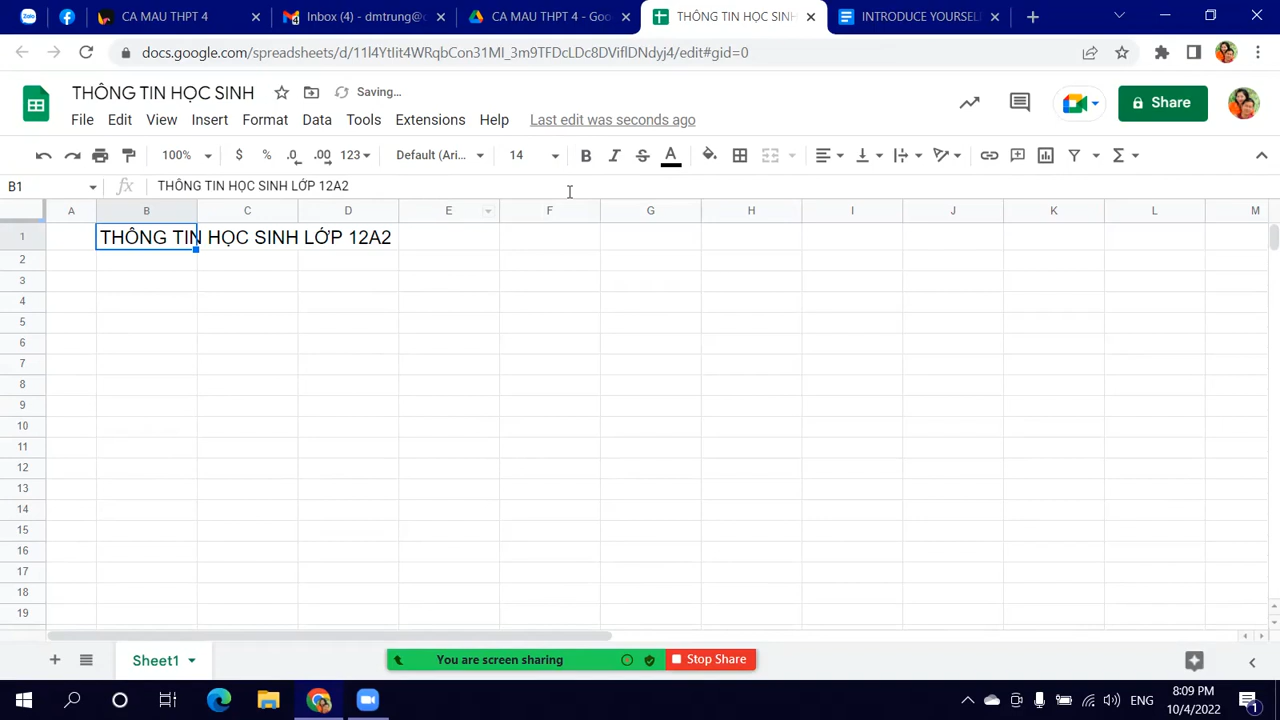 CA MAU THPT 4
Inbox (4) - dmtrung@c
CA MAU THPT 4 - Goo
THÔNG TIN HỌC SINH
INTRODUCE YOURSELF
docs.google.com/spreadsheets/d/11l4YtIit4WRqbCon31MI_3m9TFDcLDc8DViflDNdyj4/edit#gid=0
THÔNG TIN HỌC SINH
Saving...
File Edit View Insert Format Data Tools Extensions Help Last edit was seconds ago
Share
100% $ % .0 .00 123 Default (Ari... 14 B I S A Σ
B1 fx THÔNG TIN HỌC SINH LỚP 12A2
A B C D E F G H I J K L M
1 THÔNG TIN HỌC SINH LỚP 12A2
2
3
4
5
6
7
8
9
10
11
12
13
14
15
16
17
18
19
Sheet1
You are screen sharing
Stop Share
Zalo
ENG
8:09 PM
10/4/2022
1